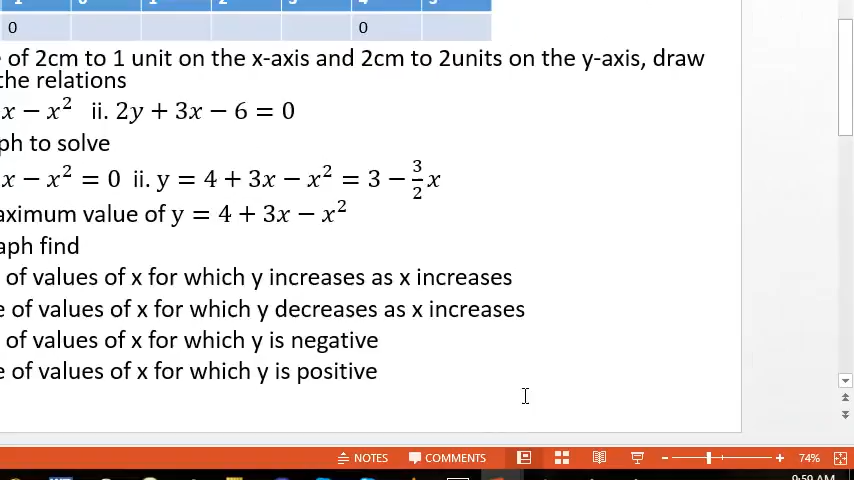 0 0
of 2cm to 1 unit on the x-axis and 2cm to 2units on the y-axis, draw
the relations
x − x² ii. 2y + 3x − 6 = 0
ph to solve
x − x² = 0 ii. y = 4 + 3x − x² = 3 − 3/2 x
aximum value of y = 4 + 3x − x²
aph find
of values of x for which y increases as x increases
e of values of x for which y decreases as x increases
of values of x for which y is negative
e of values of x for which y is positive
NOTES COMMENTS 74%